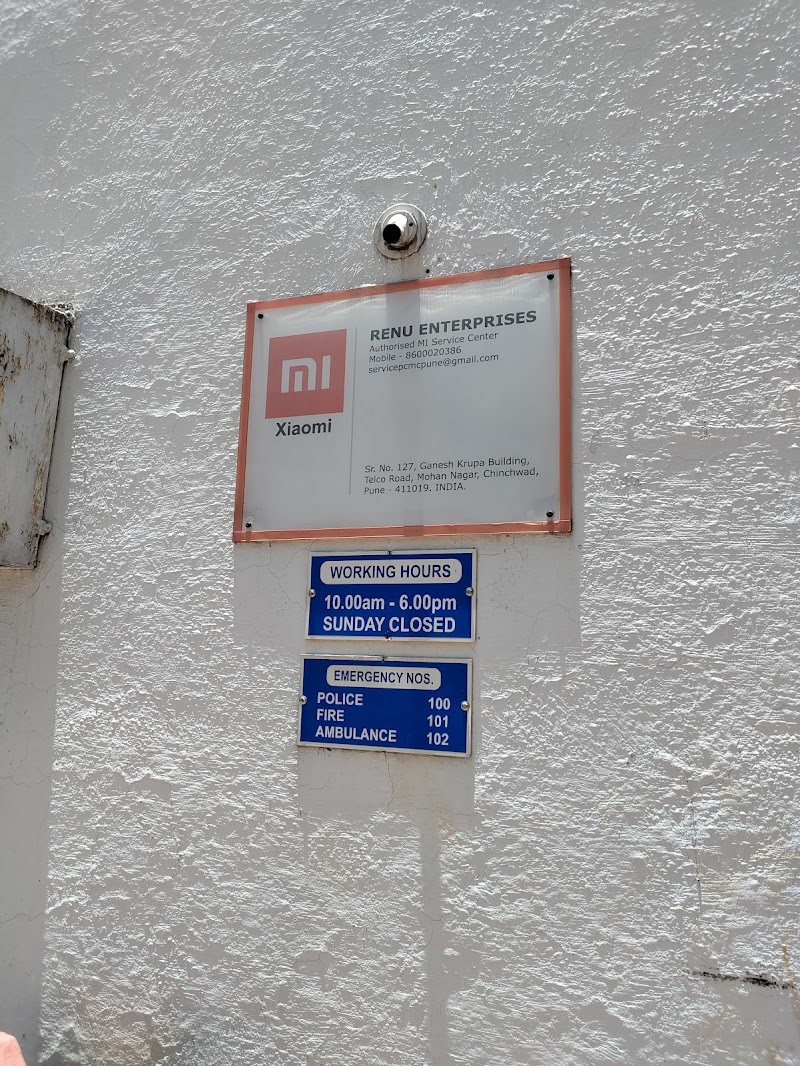 mi
Xiaomi
RENU ENTERPRISES
Authorised MI Service Center
Mobile - 8600020386
servicepcmcpune@gmail.com
Sr. No. 127, Ganesh Krupa Building,
Telco Road, Mohan Nagar, Chinchwad,
Pune - 411019. INDIA.
WORKING HOURS
10.00am - 6.00pm
SUNDAY CLOSED
EMERGENCY NOS.
POLICE 100
FIRE 101
AMBULANCE 102